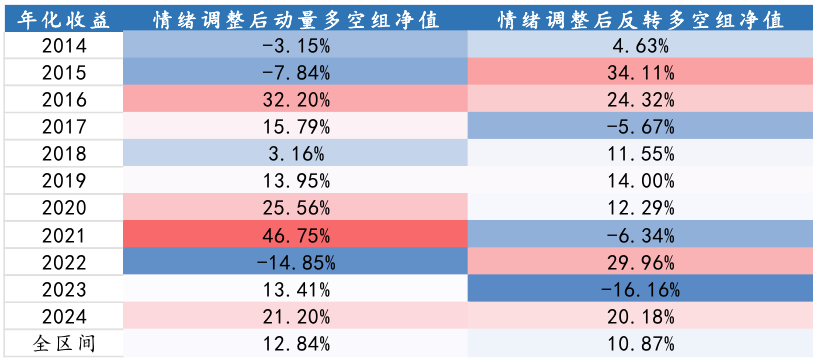 年化收益 情绪调整后动量多空组净值 情绪调整后反转多空组净值
2014 -3.15% 4.63%
2015 -7.84% 34.11%
2016 32.20% 24.32%
2017 15.79% -5.67%
2018 3.16% 11.55%
2019 13.95% 14.00%
2020 25.56% 12.29%
2021 46.75% -6.34%
2022 -14.85% 29.96%
2023 13.41% -16.16%
2024 21.20% 20.18%
全区间 12.84% 10.87%